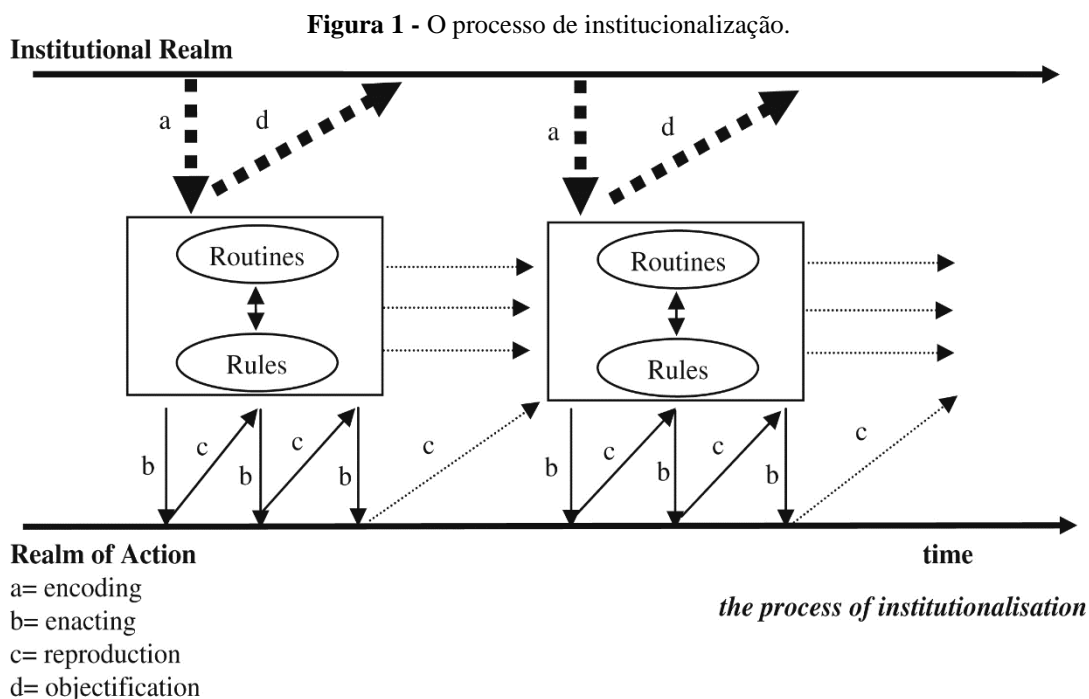 Figura 1 - O processo de institucionalização.
Institutional Realm
a
d
a
d
Routines
Rules
Routines
Rules
b
c
b
c
b
c
b
c
b
c
b
c
Realm of Action
time
a= encoding
b= enacting
the process of institutionalisation
c= reproduction
d= objectification